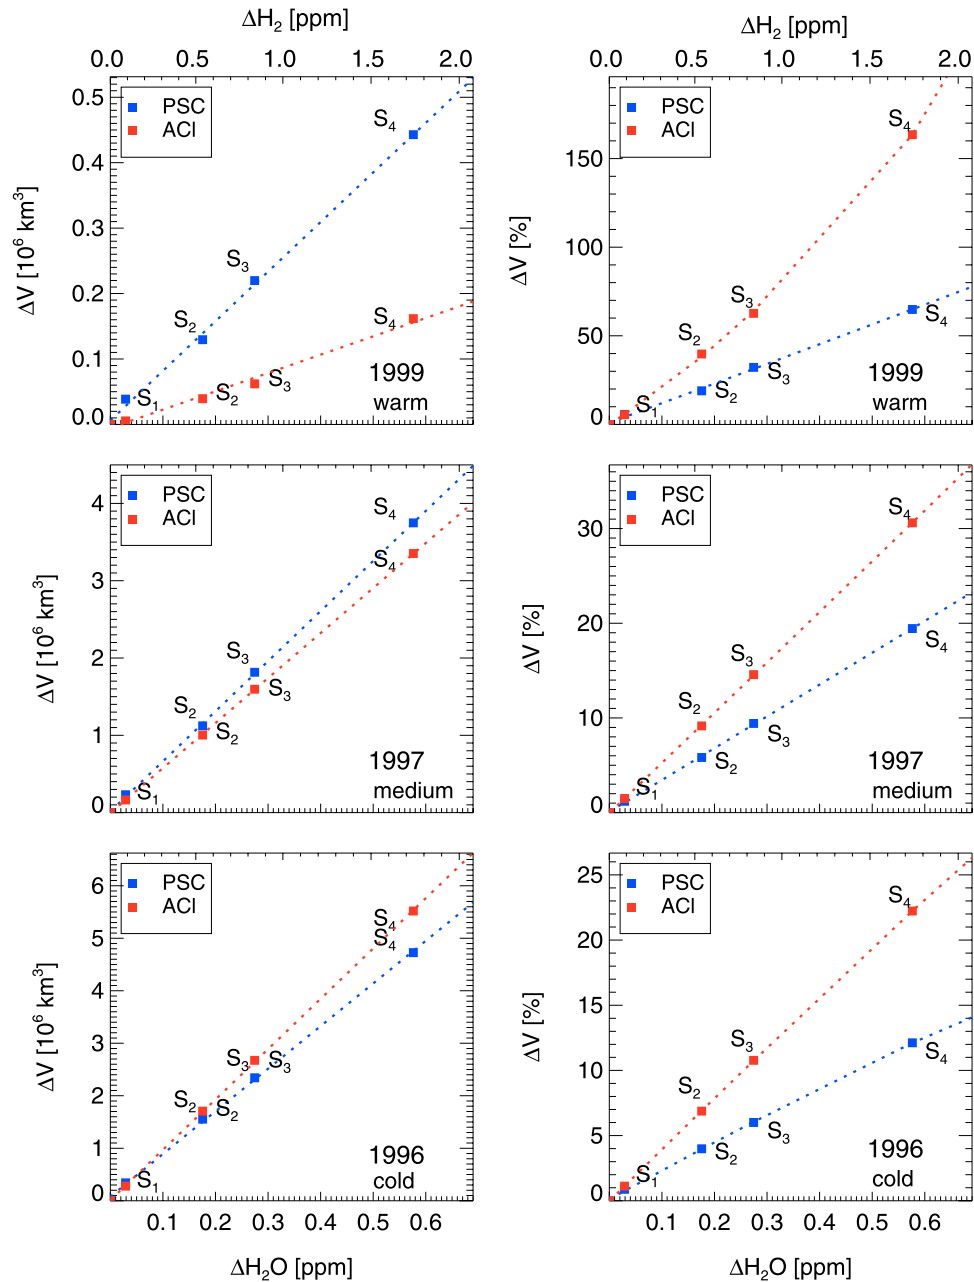 ΔH2 [ppm]
0.0 0.5 1.0 1.5 2.0
ΔV [10^6 km^3]
0.5
0.4
0.3
0.2
0.1
0.0
PSC
ACl
S4
S3
S2
S4
S3
S2
S1
1999
warm
ΔH2 [ppm]
0.0 0.5 1.0 1.5 2.0
ΔV [%]
150
100
50
0
PSC
ACl
S4
S3
S2
S4
S3
S2
S1
1999
warm
ΔV [10^6 km^3]
4
3
2
1
0
PSC
ACl
S4
S4
S3
S3
S2
S2
S1
1997
medium
ΔV [%]
30
20
10
0
PSC
ACl
S4
S4
S3
S3
S2
S2
S1
1997
medium
ΔV [10^6 km^3]
6
5
4
3
2
1
0
PSC
ACl
S4
S4
S3 S3
S2
S2
S1
1996
cold
0.1 0.2 0.3 0.4 0.5 0.6
ΔH2O [ppm]
ΔV [%]
25
20
15
10
5
0
PSC
ACl
S4
S4
S3
S2
S3
S2
S1
1996
cold
0.1 0.2 0.3 0.4 0.5 0.6
ΔH2O [ppm]